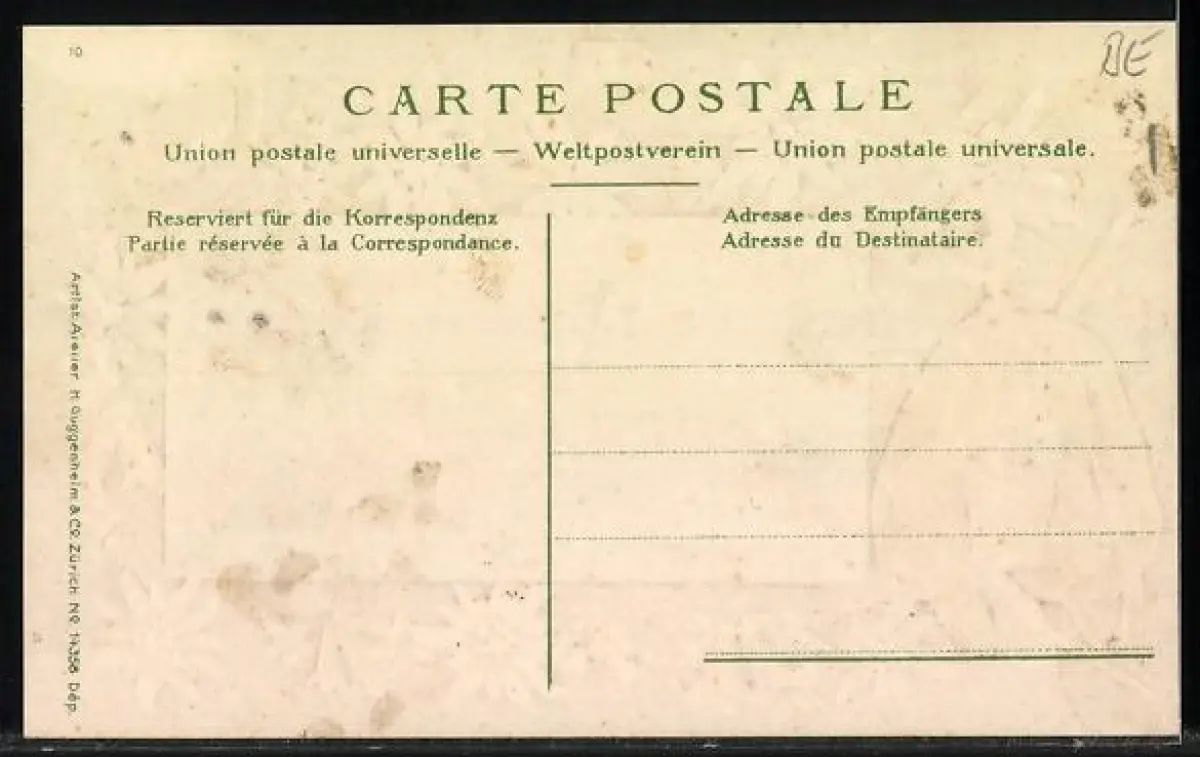 10
BE
CARTE POSTALE
Union postale universelle — Weltpostverein — Union postale universale.
Reserviert für die Korrespondenz
Partie réservée à la Correspondance.
Adresse des Empfängers
Adresse du Destinataire.
Artist. Atelier H. Guggenheim & Co. Zürich No. 14366 Dép.